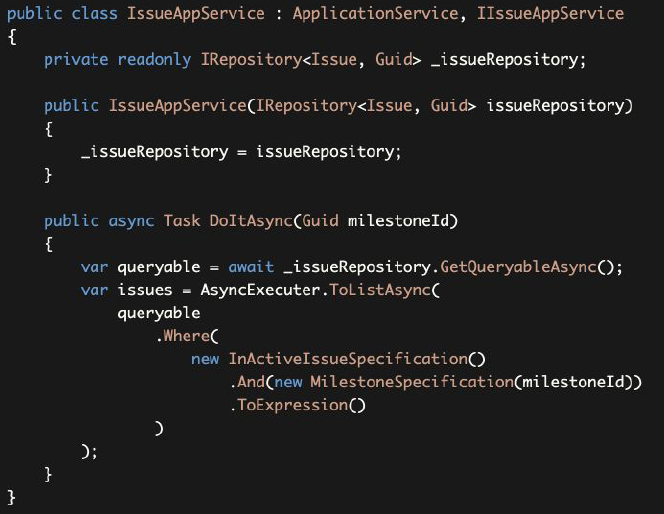 public class IssueAppService : ApplicationService, IIssueAppService
{
    private readonly IRepository<Issue, Guid> _issueRepository;

    public IssueAppService(IRepository<Issue, Guid> issueRepository)
    {
        _issueRepository = issueRepository;
    }

    public async Task DoItAsync(Guid milestoneId)
    {
        var queryable = await _issueRepository.GetQueryableAsync();
        var issues = AsyncExecuter.ToListAsync(
            queryable
                .Where(
                    new InActiveIssueSpecification()
                        .And(new MilestoneSpecification(milestoneId))
                        .ToExpression()
                )
        );
    }
}